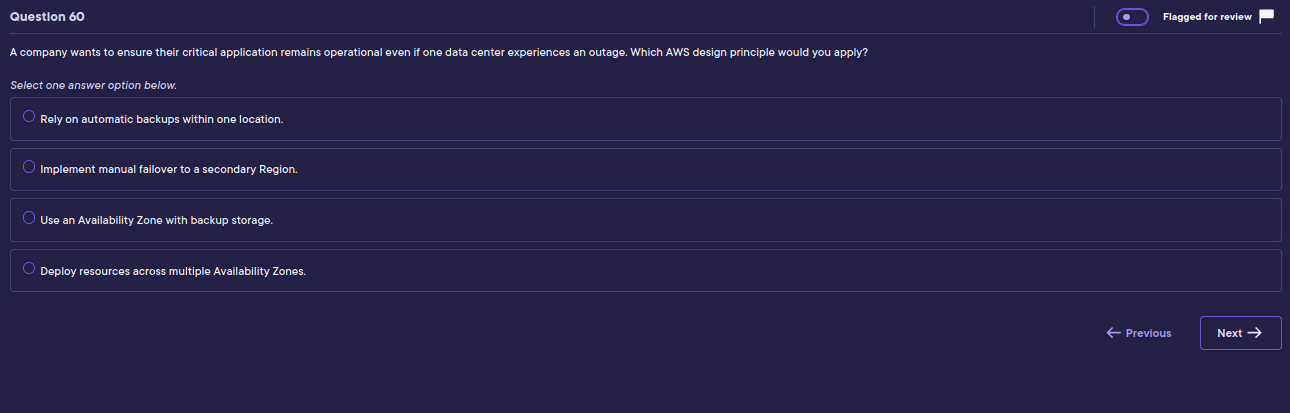 Question 60
Flagged for review
A company wants to ensure their critical application remains operational even if one data center experiences an outage. Which AWS design principle would you apply?
Select one answer option below.
Rely on automatic backups within one location.
Implement manual failover to a secondary Region.
Use an Availability Zone with backup storage.
Deploy resources across multiple Availability Zones.
Previous
Next